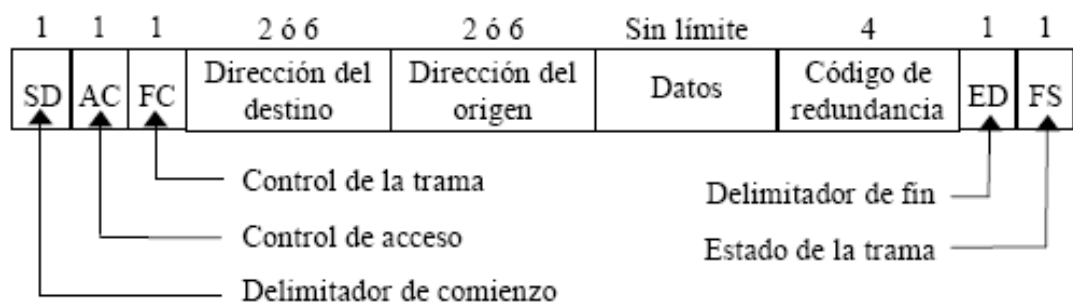 1 1 1 2 ó 6 2 ó 6 Sin límite 4 1 1
SD AC FC Dirección del destino Dirección del origen Datos Código de redundancia ED FS
Control de la trama
Delimitador de fin
Control de acceso
Estado de la trama
Delimitador de comienzo